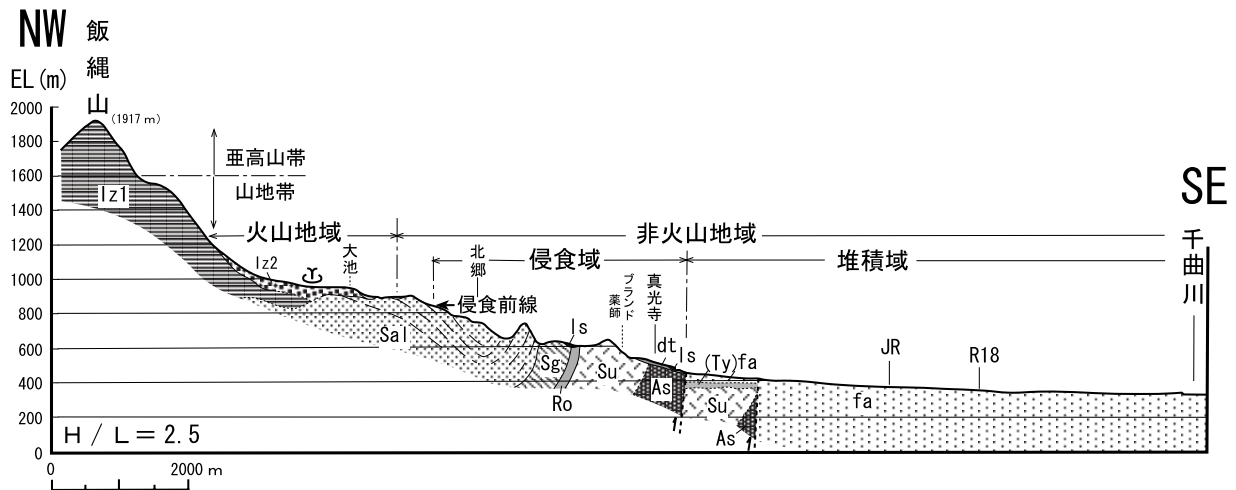 NW
飯縄山
(1917 m)
EL(m)
2000
1800
1600
1400
1200
1000
800
600
400
200
0
亜高山帯
山地帯
SE
千曲川
火山地域
非火山地域
侵食域
堆積域
Iz1
Iz2
大池
北郷
侵食前線
ブランド薬師
真光寺
Sal
Sg
ls
Ro
Su
dt
ls
As
(Ty)fa
Su
As
JR
R18
fa
H / L = 2.5
0
2000 m